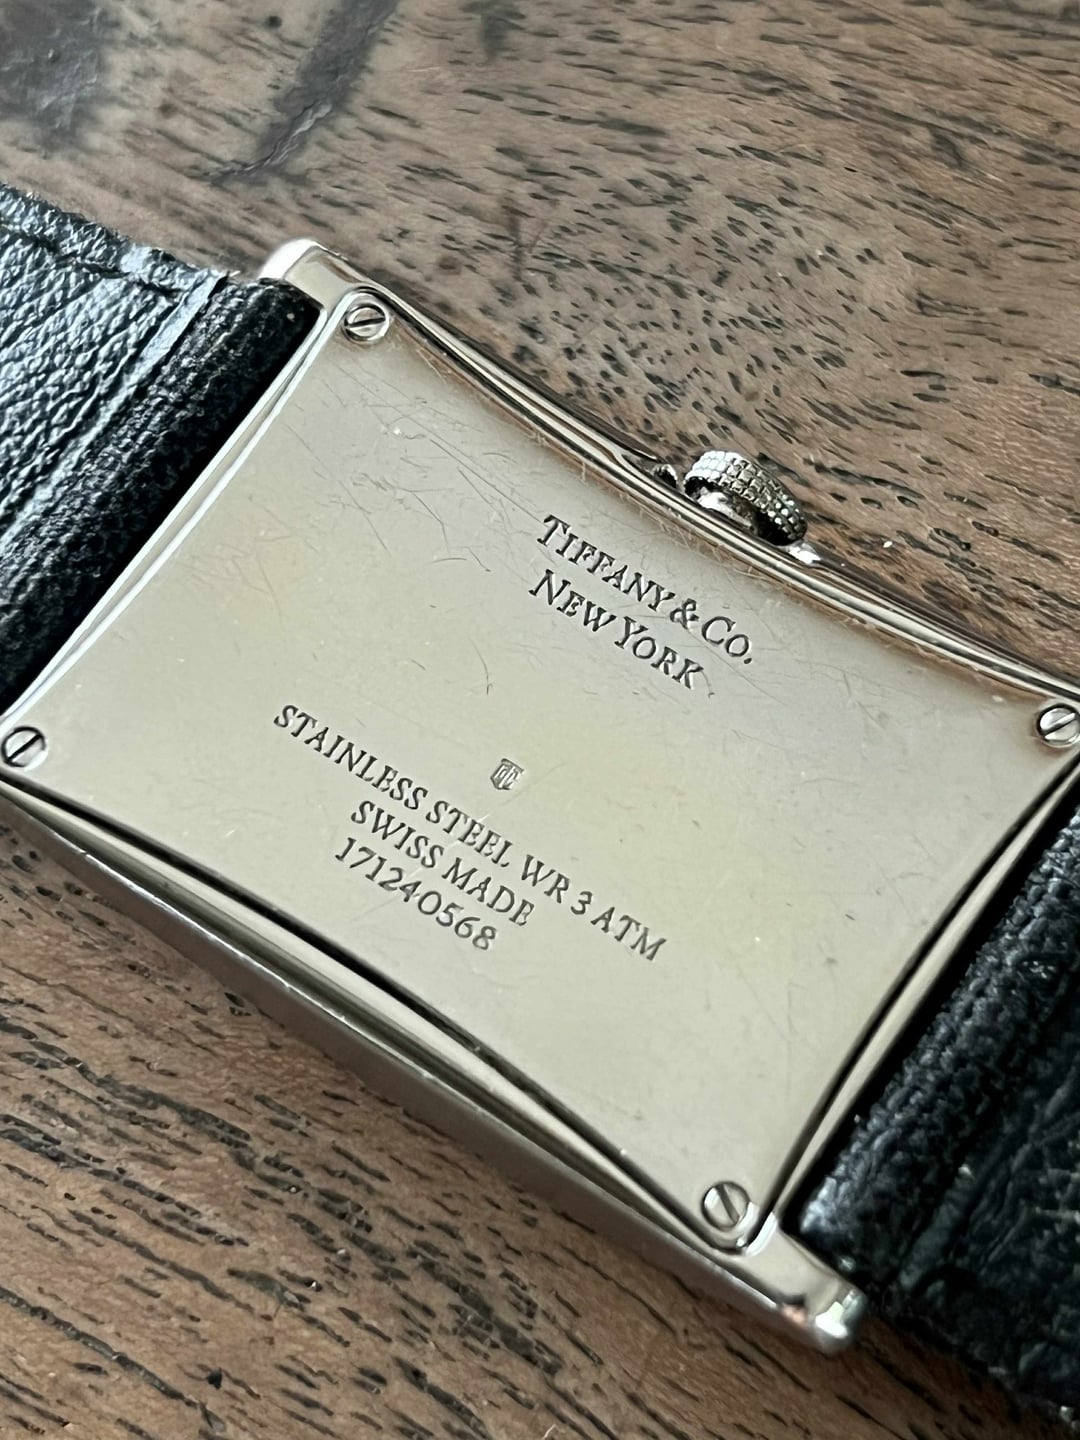 TIFFANY & CO.
NEW YORK
STAINLESS STEEL WR 3 ATM
SWISS MADE
171240568